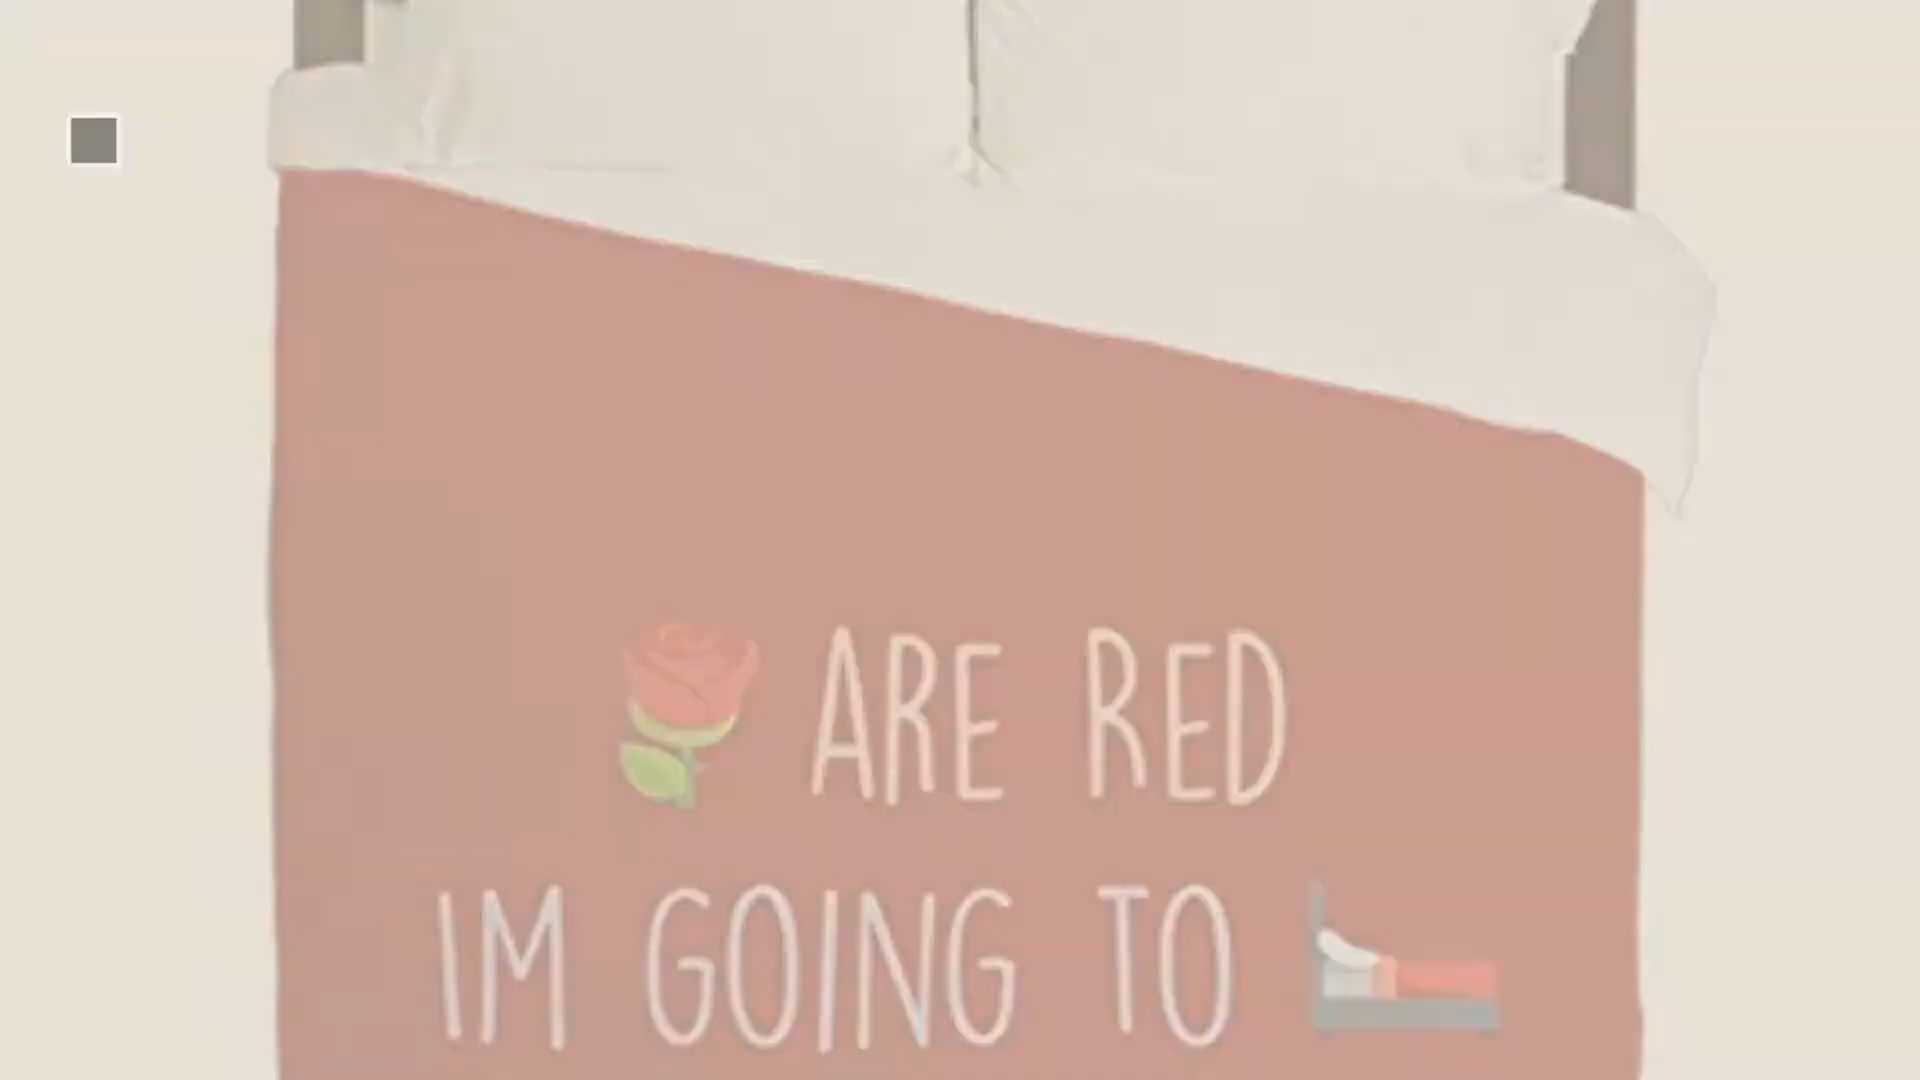 🌹 ARE RED
IM GOING TO 🛏️